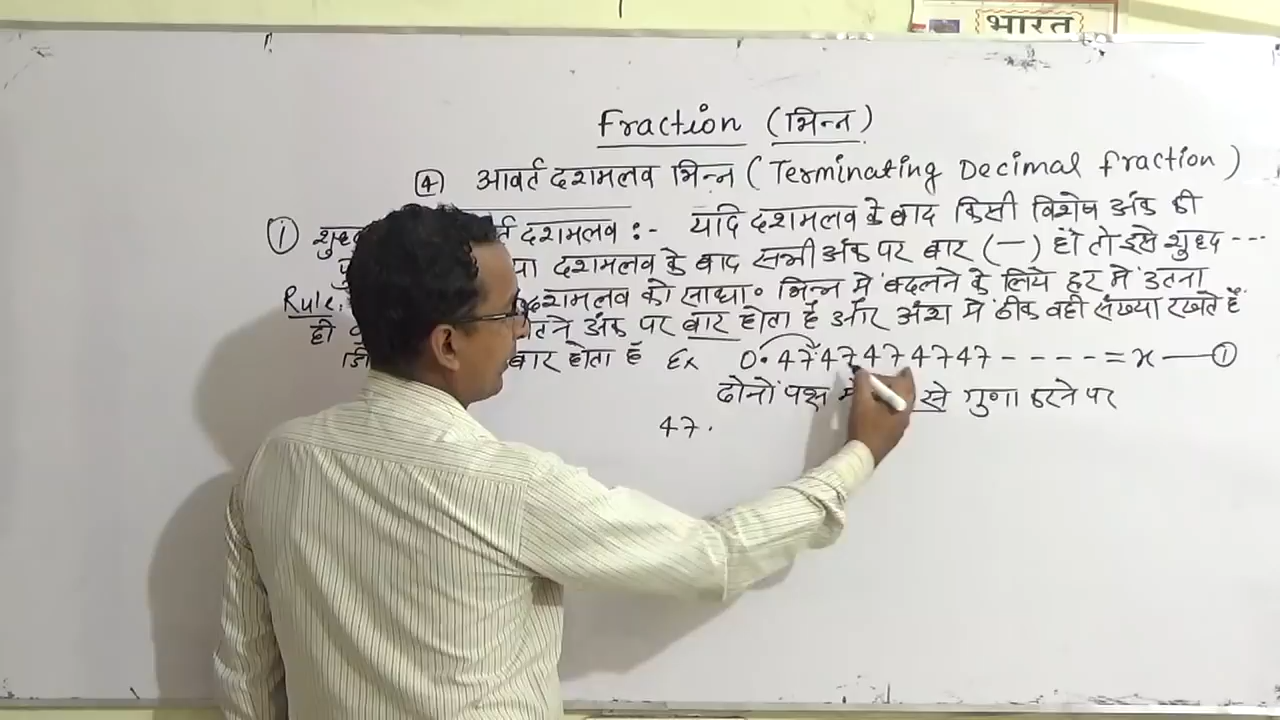 भारत
Fraction (भिन्न)
④ आवर्त दशमलव भिन्न (Terminating Decimal fraction)
① र्त दशमलव :- यदि दशमलव के बाद किसी विशेष अंक की
या दशमलव के बाद सभी अंक पर बार (—) हो तो इसे शुद्ध ---
Rule: दशमलव को साधा० भिन्न में बदलने के लिये हर में उतना
ही अंक पर बार होता है और अंश में ठीक वही संख्या रखते हैं
बार होता है Ex 0.4747474747-----=x—①
दोनों पक्ष में से गुणा करने पर
47.